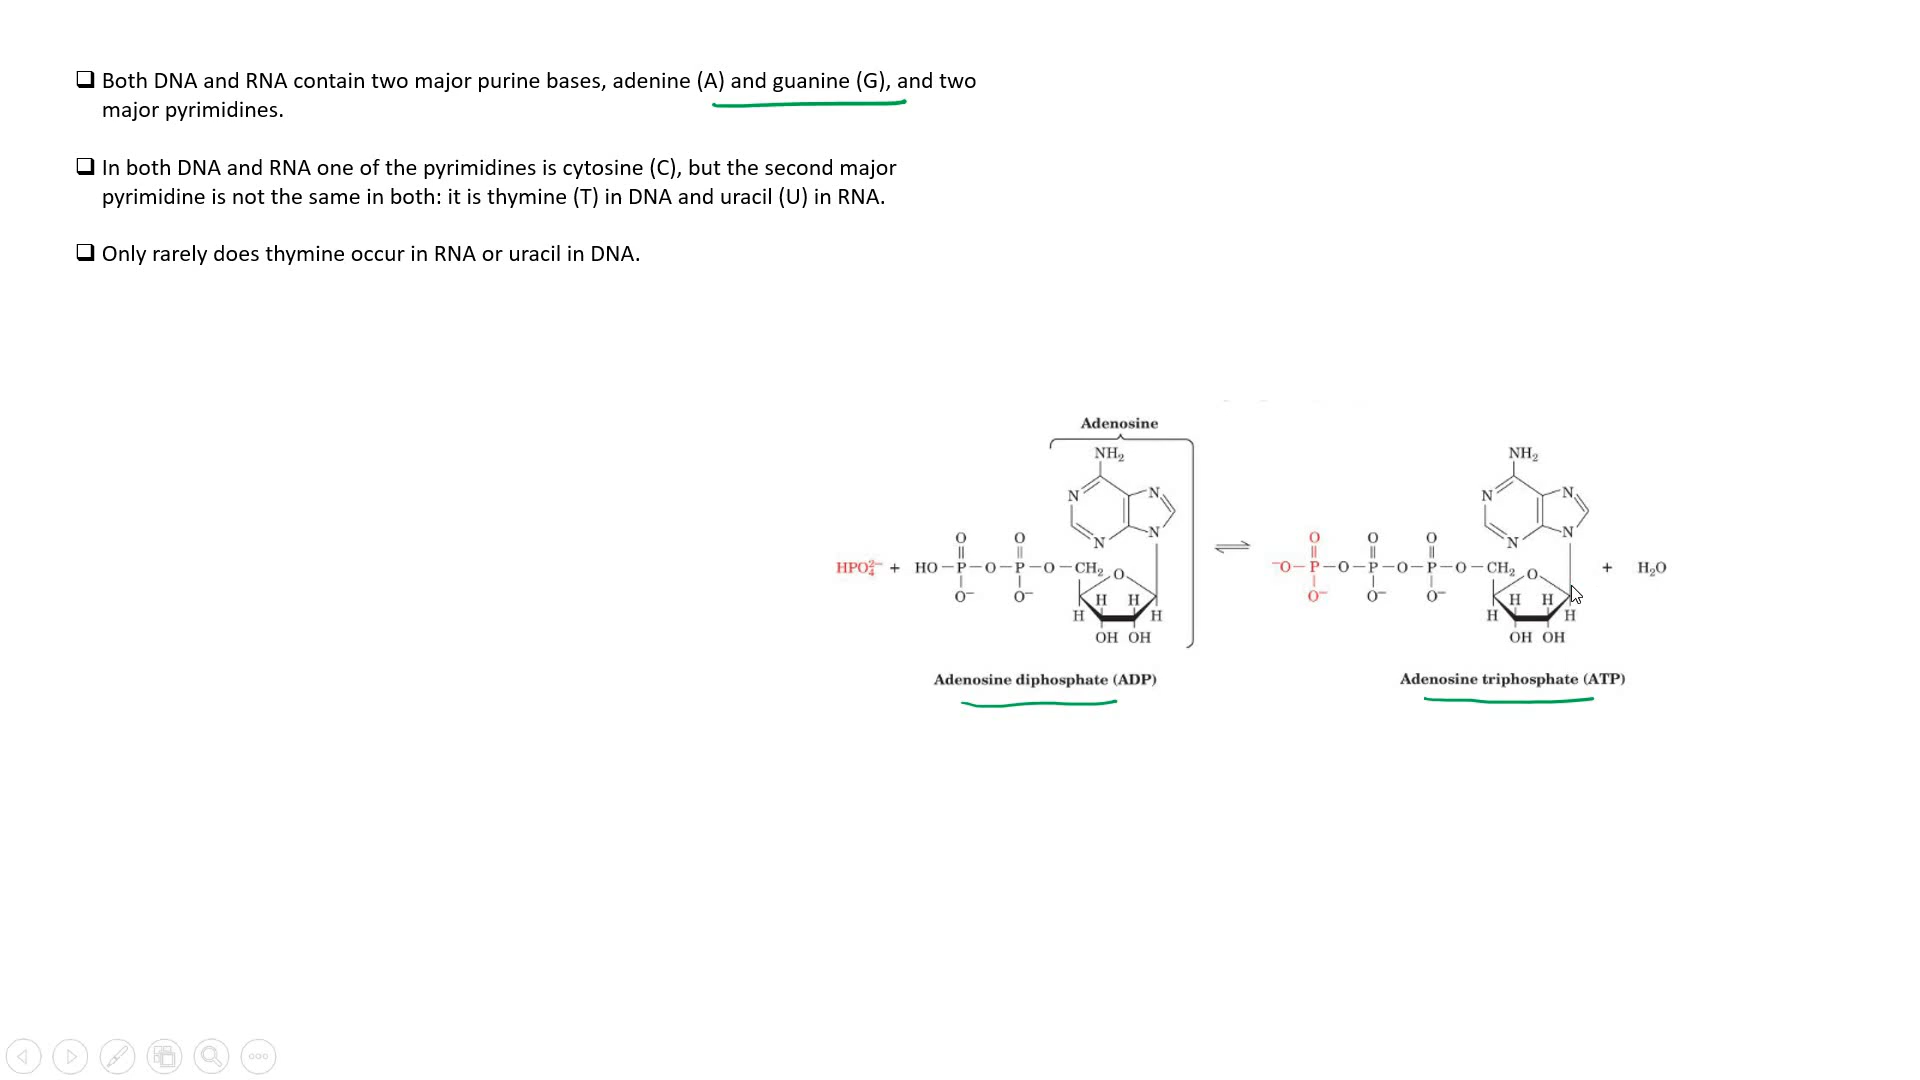 ❑ Both DNA and RNA contain two major purine bases, adenine (A) and guanine (G), and two
major pyrimidines.
❑ In both DNA and RNA one of the pyrimidines is cytosine (C), but the second major
pyrimidine is not the same in both: it is thymine (T) in DNA and uracil (U) in RNA.
❑ Only rarely does thymine occur in RNA or uracil in DNA.
Adenosine
NH₂ NH₂
N N N N
N N N N
O O O O O
HPO₄²⁻ + HO–P–O–P–O–CH₂ O ⇌ ⁻O–P–O–P–O–P–O–CH₂ O + H₂O
O⁻ O⁻ H H O⁻ O⁻ O⁻ H H
H H H H
OH OH OH OH
Adenosine diphosphate (ADP) Adenosine triphosphate (ATP)